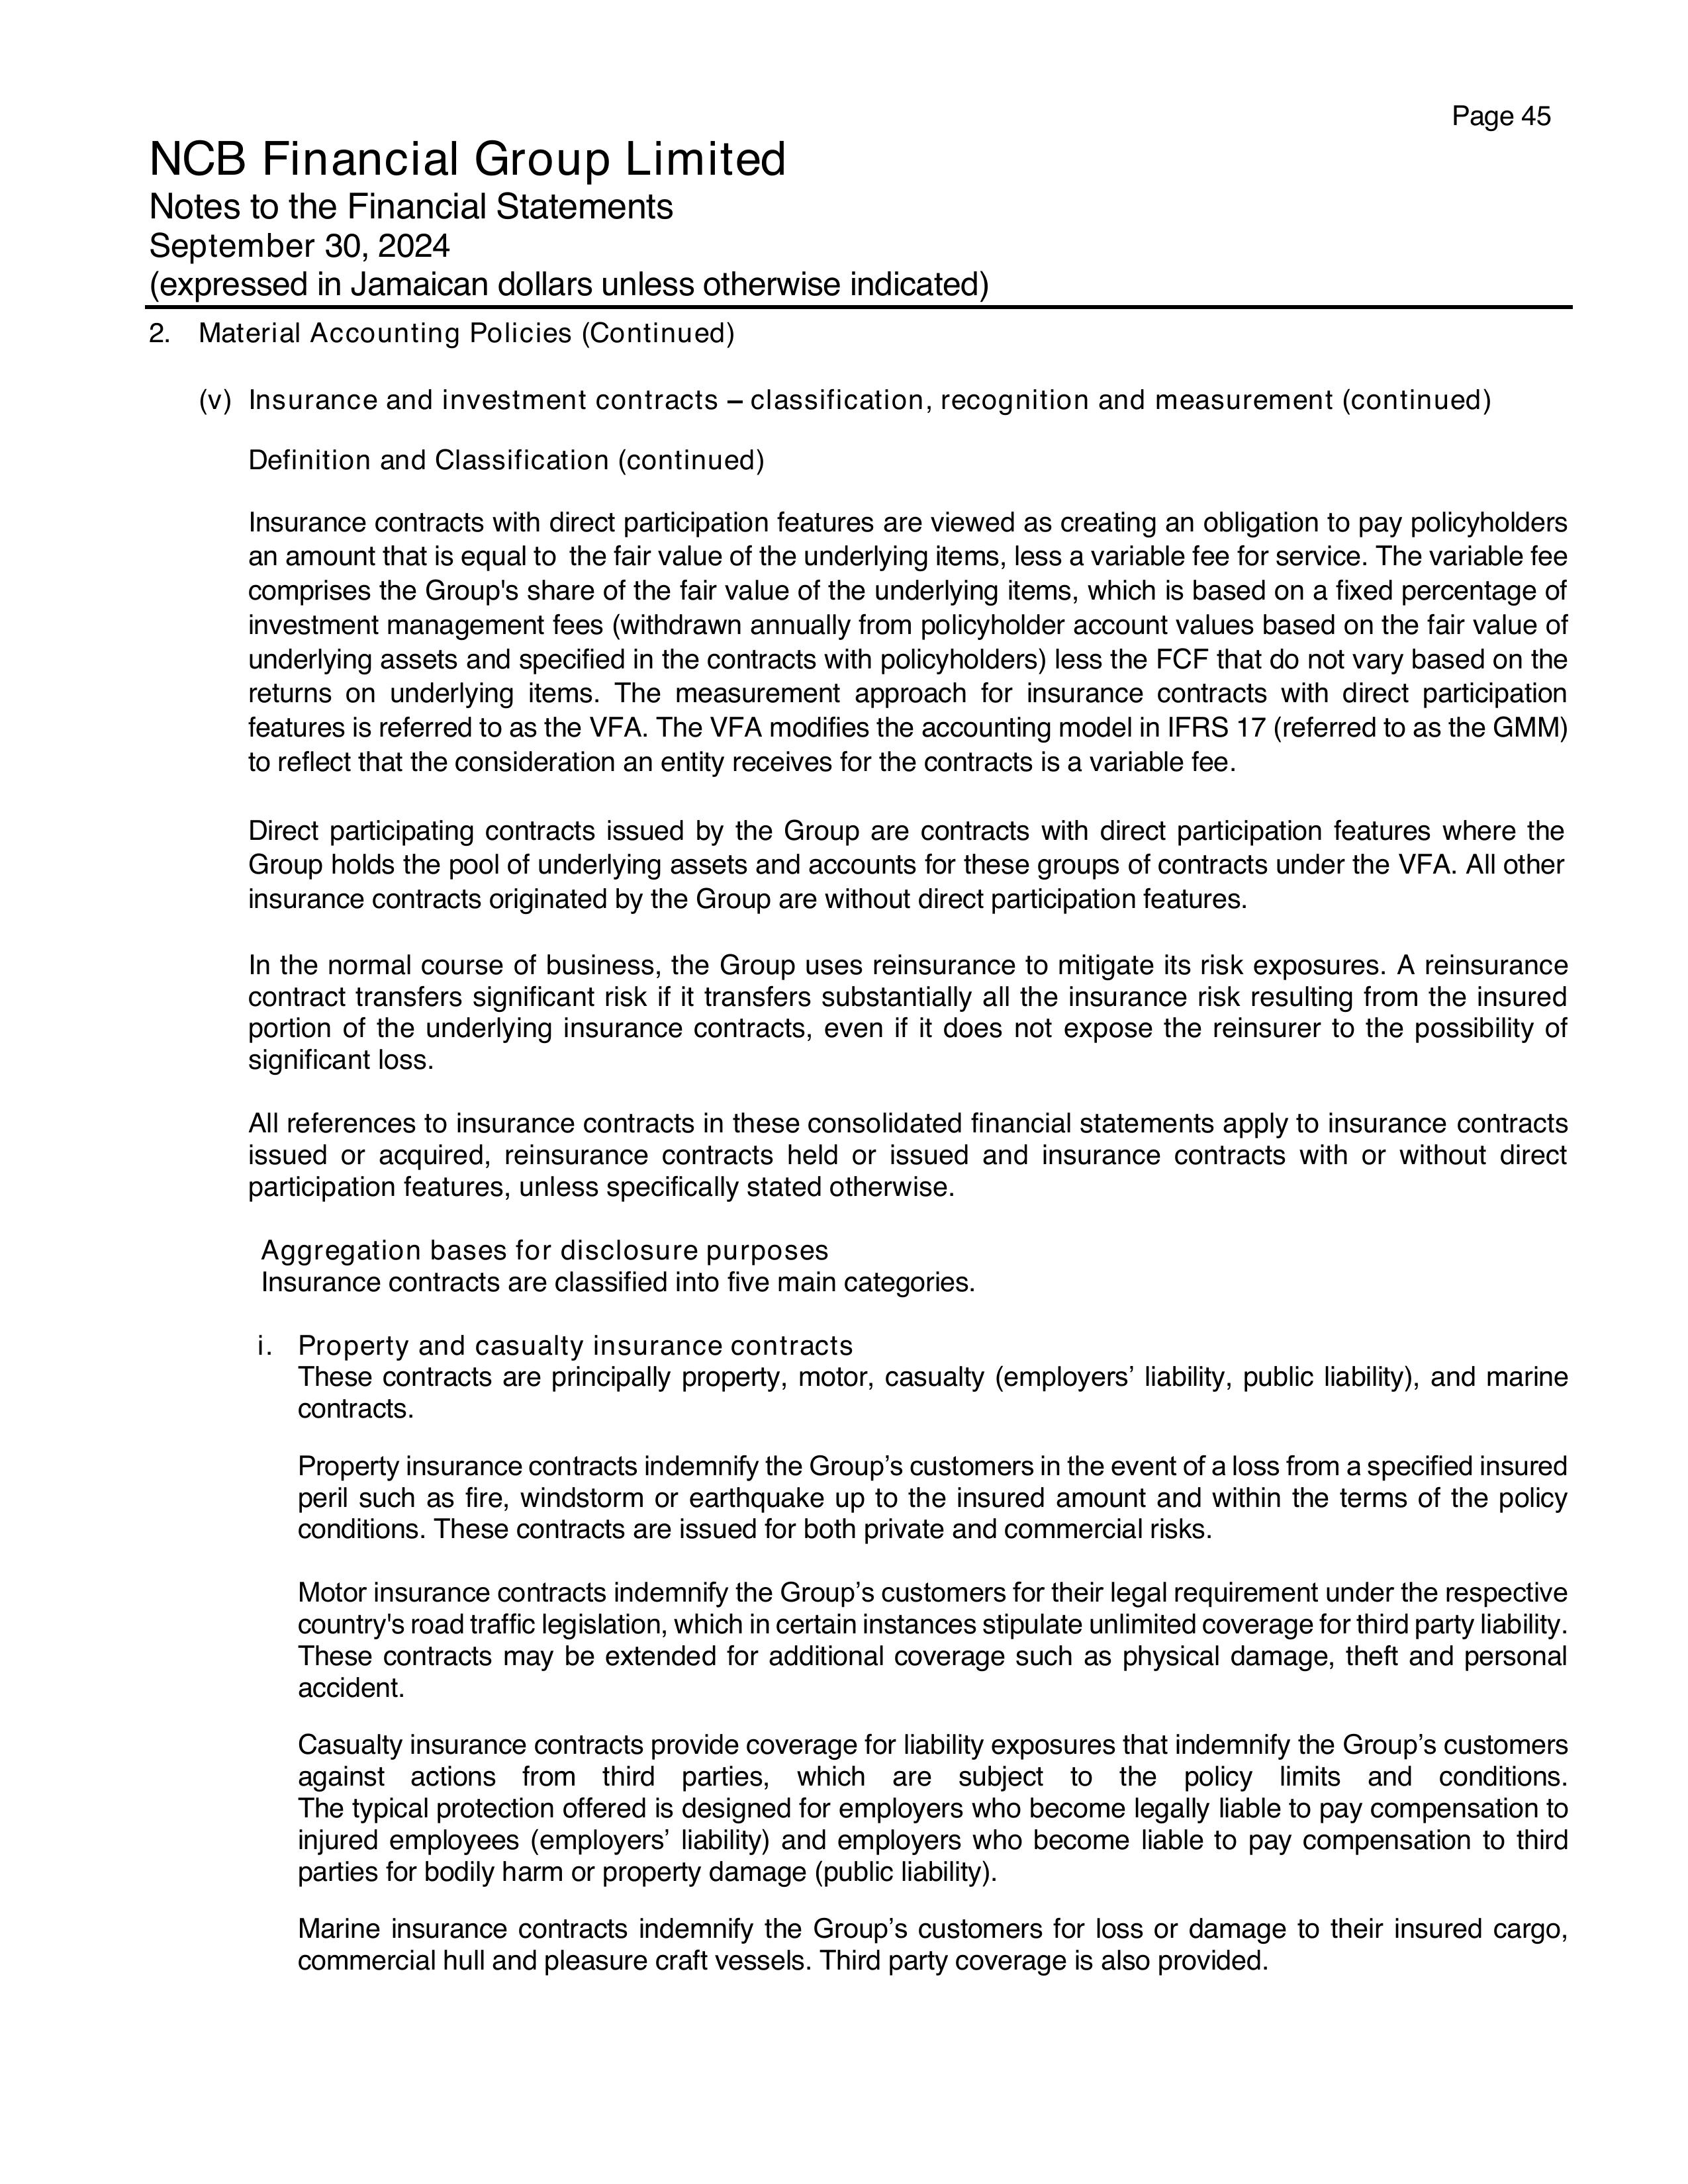 Page 45
NCB Financial Group Limited
Notes to the Financial Statements
September 30, 2024
(expressed in Jamaican dollars unless otherwise indicated)
2. Material Accounting Policies (Continued)
(v) Insurance and investment contracts – classification, recognition and measurement (continued)
Definition and Classification (continued)
Insurance contracts with direct participation features are viewed as creating an obligation to pay policyholders
an amount that is equal to the fair value of the underlying items, less a variable fee for service. The variable fee
comprises the Group's share of the fair value of the underlying items, which is based on a fixed percentage of
investment management fees (withdrawn annually from policyholder account values based on the fair value of
underlying assets and specified in the contracts with policyholders) less the FCF that do not vary based on the
returns on underlying items. The measurement approach for insurance contracts with direct participation
features is referred to as the VFA. The VFA modifies the accounting model in IFRS 17 (referred to as the GMM)
to reflect that the consideration an entity receives for the contracts is a variable fee.
Direct participating contracts issued by the Group are contracts with direct participation features where the
Group holds the pool of underlying assets and accounts for these groups of contracts under the VFA. All other
insurance contracts originated by the Group are without direct participation features.
In the normal course of business, the Group uses reinsurance to mitigate its risk exposures. A reinsurance
contract transfers significant risk if it transfers substantially all the insurance risk resulting from the insured
portion of the underlying insurance contracts, even if it does not expose the reinsurer to the possibility of
significant loss.
All references to insurance contracts in these consolidated financial statements apply to insurance contracts
issued or acquired, reinsurance contracts held or issued and insurance contracts with or without direct
participation features, unless specifically stated otherwise.
Aggregation bases for disclosure purposes
Insurance contracts are classified into five main categories.
i. Property and casualty insurance contracts
These contracts are principally property, motor, casualty (employers’ liability, public liability), and marine
contracts.
Property insurance contracts indemnify the Group’s customers in the event of a loss from a specified insured
peril such as fire, windstorm or earthquake up to the insured amount and within the terms of the policy
conditions. These contracts are issued for both private and commercial risks.
Motor insurance contracts indemnify the Group’s customers for their legal requirement under the respective
country's road traffic legislation, which in certain instances stipulate unlimited coverage for third party liability.
These contracts may be extended for additional coverage such as physical damage, theft and personal
accident.
Casualty insurance contracts provide coverage for liability exposures that indemnify the Group’s customers
against actions from third parties, which are subject to the policy limits and conditions.
The typical protection offered is designed for employers who become legally liable to pay compensation to
injured employees (employers’ liability) and employers who become liable to pay compensation to third
parties for bodily harm or property damage (public liability).
Marine insurance contracts indemnify the Group’s customers for loss or damage to their insured cargo,
commercial hull and pleasure craft vessels. Third party coverage is also provided.